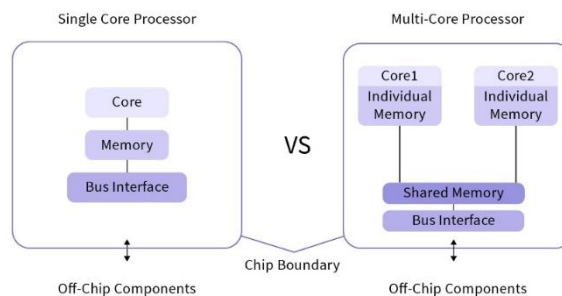 Single Core Processor
Core
Memory
Bus Interface
Off-Chip Components
VS
Chip Boundary
Multi-Core Processor
Core1
Individual
Memory
Core2
Individual
Memory
Shared Memory
Bus Interface
Off-Chip Components